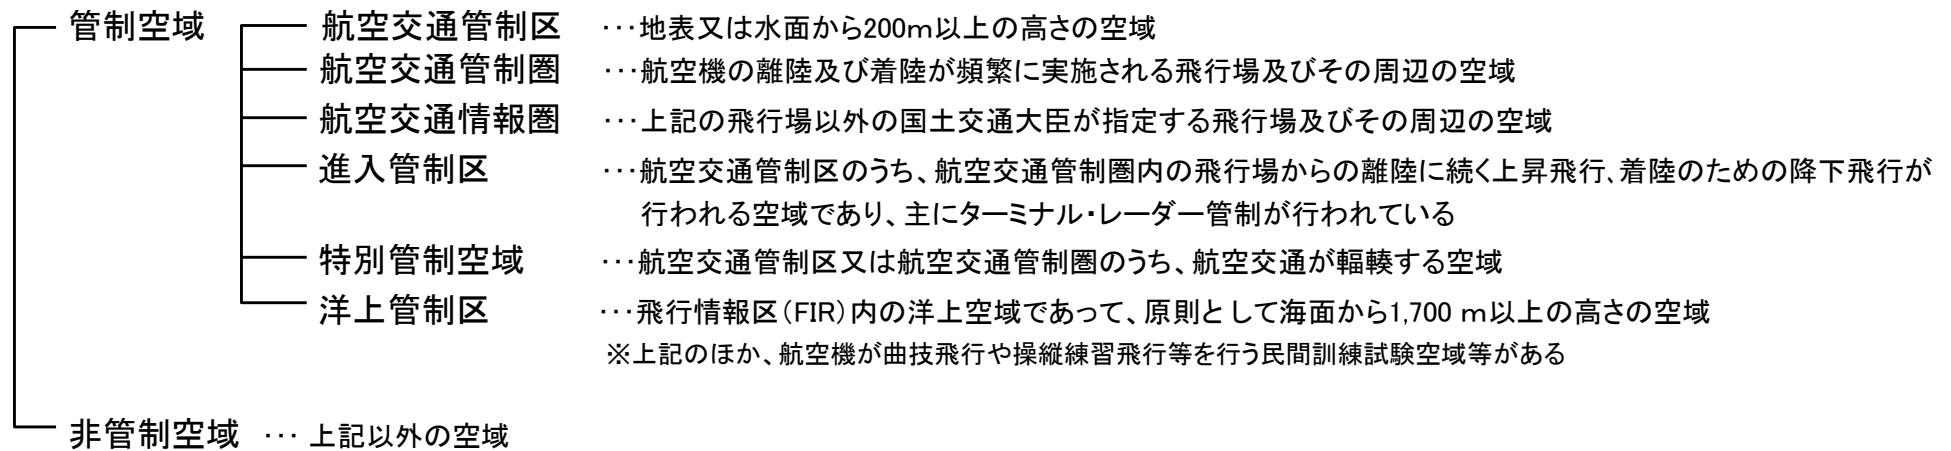 管制空域 航空交通管制区 ･･･地表又は水面から200ｍ以上の高さの空域
航空交通管制圏 ･･･航空機の離陸及び着陸が頻繁に実施される飛行場及びその周辺の空域
航空交通情報圏 ･･･上記の飛行場以外の国土交通大臣が指定する飛行場及びその周辺の空域
進入管制区 ･･･航空交通管制区のうち、航空交通管制圏内の飛行場からの離陸に続く上昇飛行、着陸のための降下飛行が
行われる空域であり、主にターミナル・レーダー管制が行われている
特別管制空域 ･･･航空交通管制区又は航空交通管制圏のうち、航空交通が輻輳する空域
洋上管制区 ･･･飛行情報区（FIR）内の洋上空域であって、原則として海面から1,700 ｍ以上の高さの空域
※上記のほか、航空機が曲技飛行や操縦練習飛行等を行う民間訓練試験空域等がある
非管制空域 ･･･ 上記以外の空域